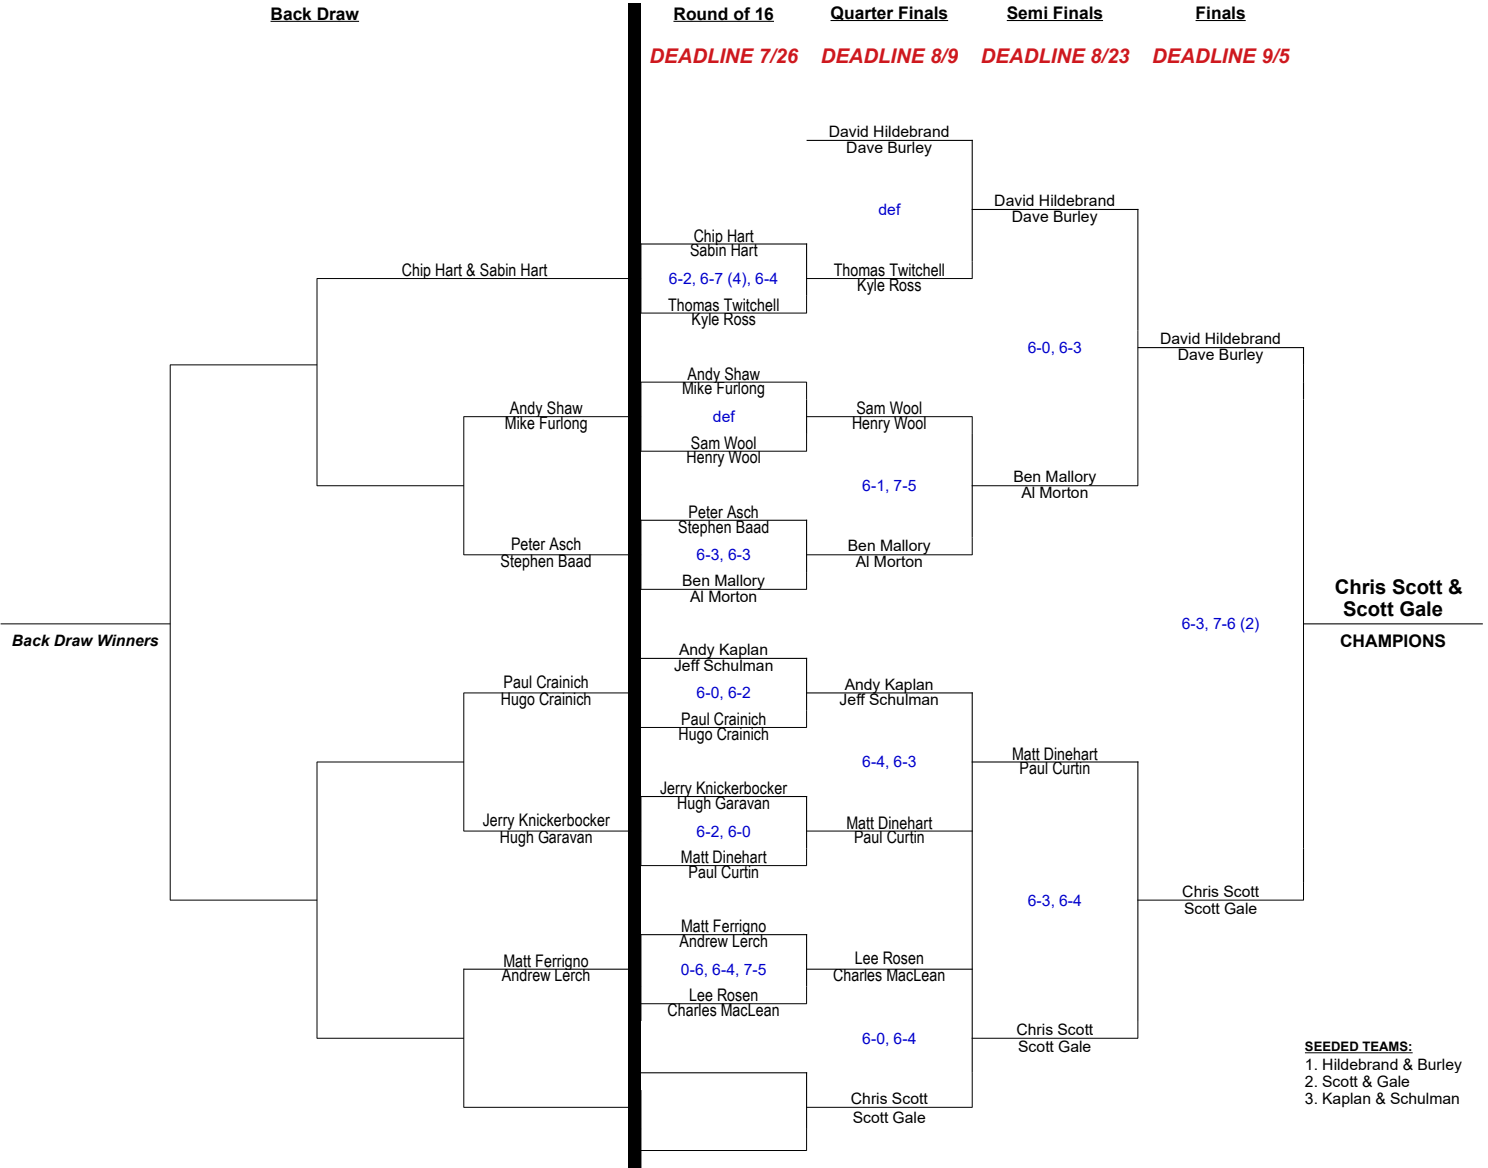 Back Draw
Round of 16
Quarter Finals
Semi Finals
Finals
DEADLINE 7/26
DEADLINE 8/9
DEADLINE 8/23
DEADLINE 9/5
Chip Hart & Sabin Hart
Andy Shaw
Mike Furlong
Peter Asch
Stephen Baad
Back Draw Winners
Paul Crainich
Hugo Crainich
Jerry Knickerbocker
Hugh Garavan
Matt Ferrigno
Andrew Lerch
Chip Hart
Sabin Hart
6-2, 6-7 (4), 6-4
Thomas Twitchell
Kyle Ross
Andy Shaw
Mike Furlong
def
Sam Wool
Henry Wool
Peter Asch
Stephen Baad
6-3, 6-3
Ben Mallory
Al Morton
Andy Kaplan
Jeff Schulman
6-0, 6-2
Paul Crainich
Hugo Crainich
Jerry Knickerbocker
Hugh Garavan
6-2, 6-0
Matt Dinehart
Paul Curtin
Matt Ferrigno
Andrew Lerch
0-6, 6-4, 7-5
Lee Rosen
Charles MacLean
David Hildebrand
Dave Burley
def
Thomas Twitchell
Kyle Ross
Sam Wool
Henry Wool
6-1, 7-5
Ben Mallory
Al Morton
Andy Kaplan
Jeff Schulman
6-4, 6-3
Matt Dinehart
Paul Curtin
Lee Rosen
Charles MacLean
6-0, 6-4
Chris Scott
Scott Gale
David Hildebrand
Dave Burley
6-0, 6-3
Ben Mallory
Al Morton
Matt Dinehart
Paul Curtin
6-3, 6-4
Chris Scott
Scott Gale
David Hildebrand
Dave Burley
6-3, 7-6 (2)
Chris Scott
Scott Gale
Chris Scott &
Scott Gale
CHAMPIONS
SEEDED TEAMS:
1. Hildebrand & Burley
2. Scott & Gale
3. Kaplan & Schulman